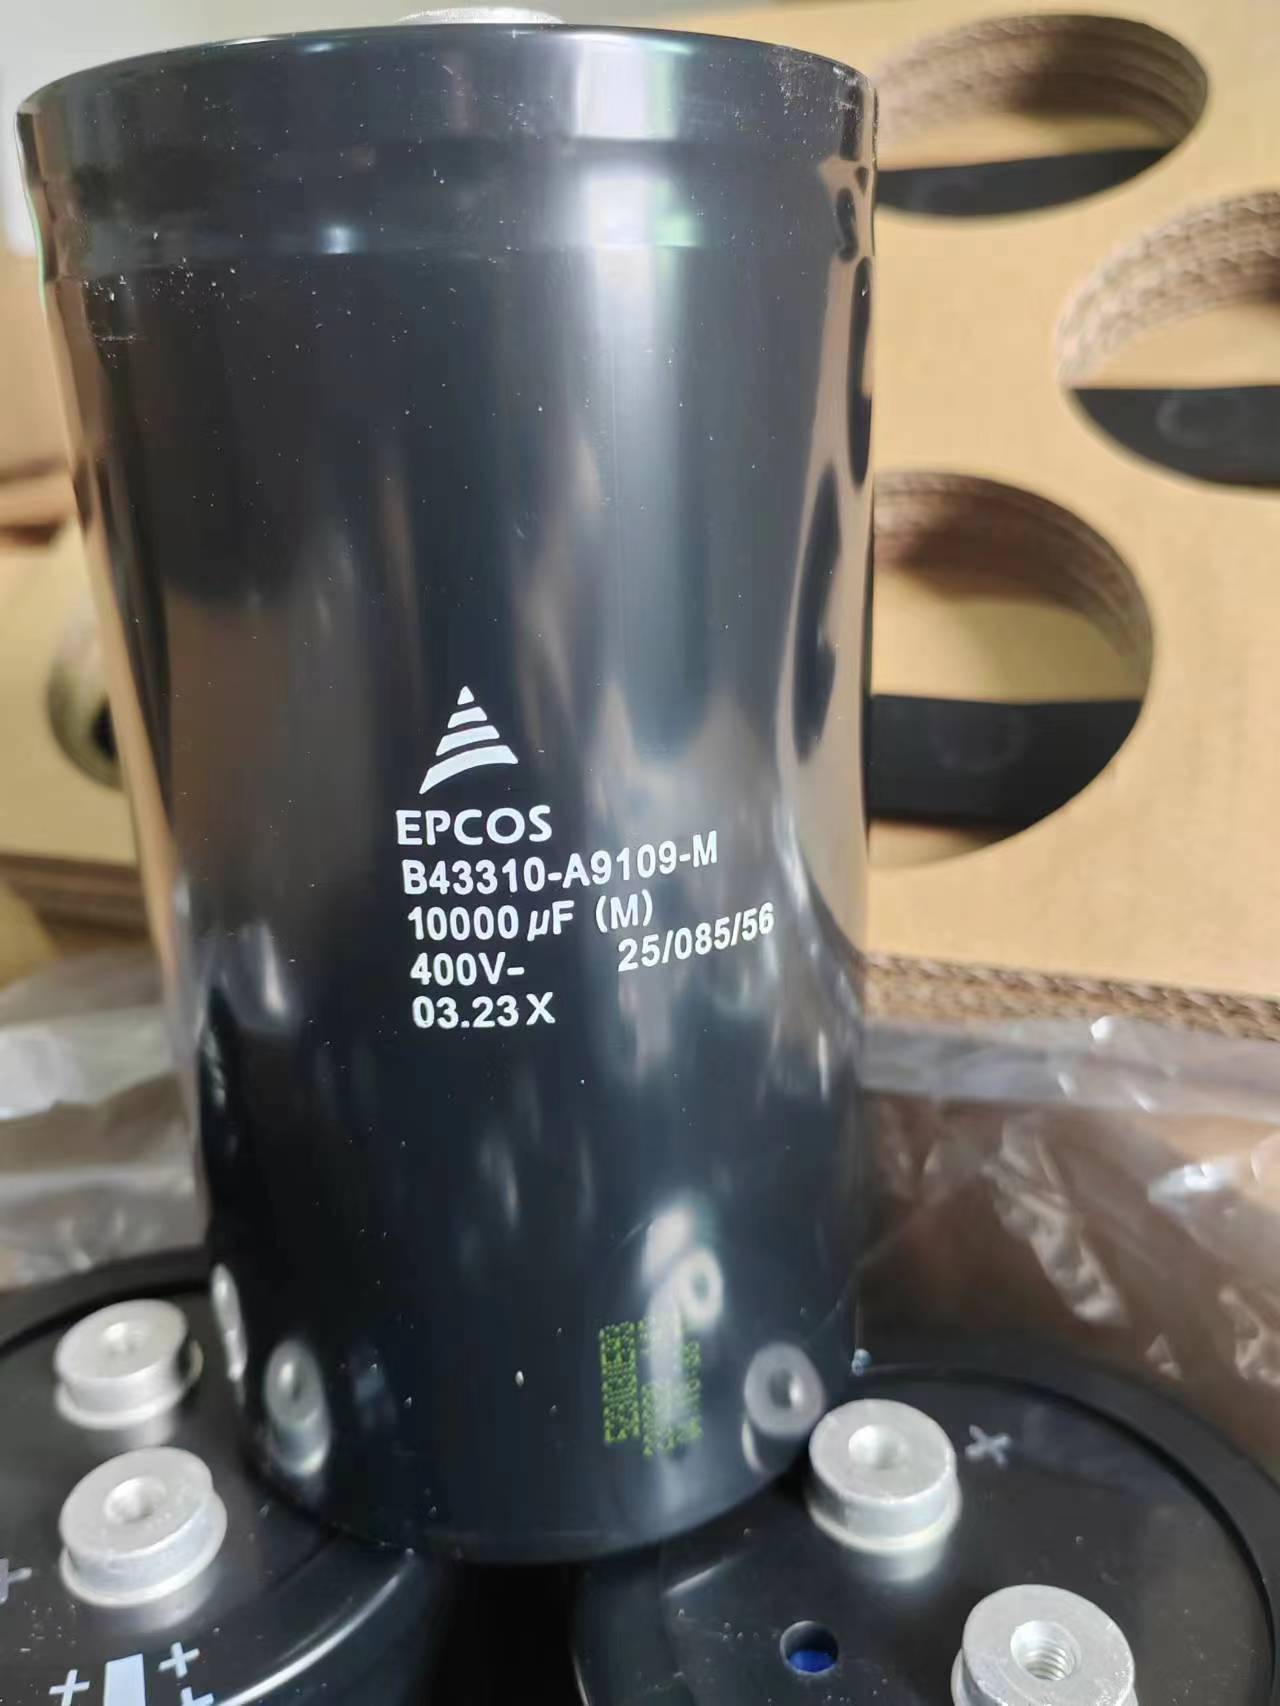 EPCOS
B43310-A9109-M
10000 µF (M)
400V- 25/085/56
03.23 X
+
+
+ +
+